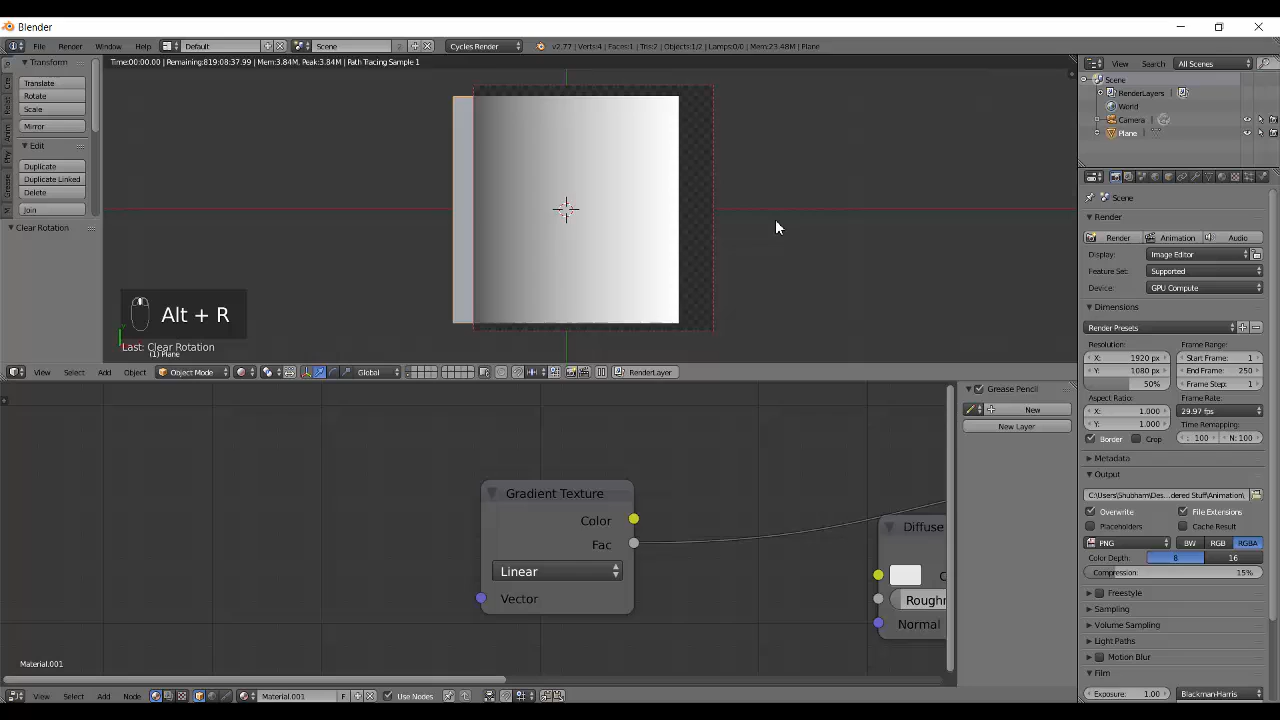 Blender
File
Render
Window
Help
Default
Scene
2
Cycles Render
v2.77 | Verts:4 | Faces:1 | Tris:2 | Objects:1/2 | Lamps:0/0 | Mem:23.48M | Plane
View
Search
All Scenes
Transform
Translate
Rotate
Scale
Mirror
Edit
Duplicate
Duplicate Linked
Delete
Join
Clear Rotation
Time:00:00.00 | Remaining:819:08:37.99 | Mem:3.84M, Peak:3.84M | Path Tracing Sample 1
Alt + R
Last: Clear Rotation
(1) Plane
Scene
RenderLayers
World
Camera
Plane
Scene
Render
Render
Animation
Audio
Display:
Image Editor
Feature Set:
Supported
Device:
GPU Compute
Dimensions
Render Presets
Resolution:
Frame Range:
X: 1920 px
Start Frame: 1
Y: 1080 px
End Frame: 250
50%
Frame Step: 1
Aspect Ratio:
Frame Rate:
X: 1.000
29.97 fps
Y: 1.000
Time Remapping:
Border
Crop
: 100
N: 100
Metadata
Output
C:\Users\Shubham\Des...dered Stuff\Animation\
Overwrite
File Extensions
Placeholders
Cache Result
PNG
BW
RGB
RGBA
Color Depth:
8
16
Compression:
15%
Freestyle
Sampling
Volume Sampling
Light Paths
Motion Blur
Film
Exposure: 1.00
Blackman-Harris
View
Select
Add
Object
Object Mode
Global
RenderLayer
Grease Pencil
New
New Layer
Gradient Texture
Color
Fac
Linear
Vector
Diffuse
C
Roughr
Normal
Material.001
View
Select
Add
Node
Material.001
F
Use Nodes